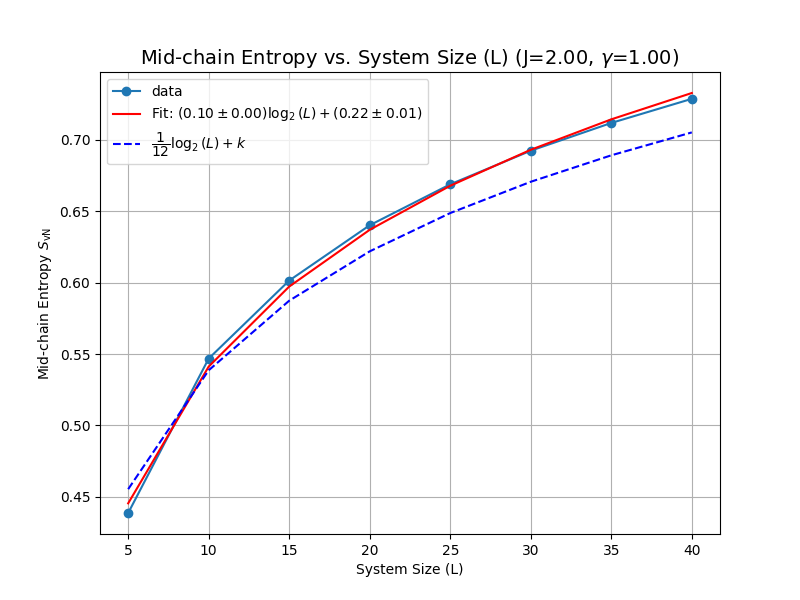 Mid-chain Entropy vs. System Size (L) (J=2.00, γ=1.00)
data
Fit: (0.10 ± 0.00)log₂(L) + (0.22 ± 0.01)
1/12 log₂(L) + k
Mid-chain Entropy S_vN
0.70
0.65
0.60
0.55
0.50
0.45
5 10 15 20 25 30 35 40
System Size (L)